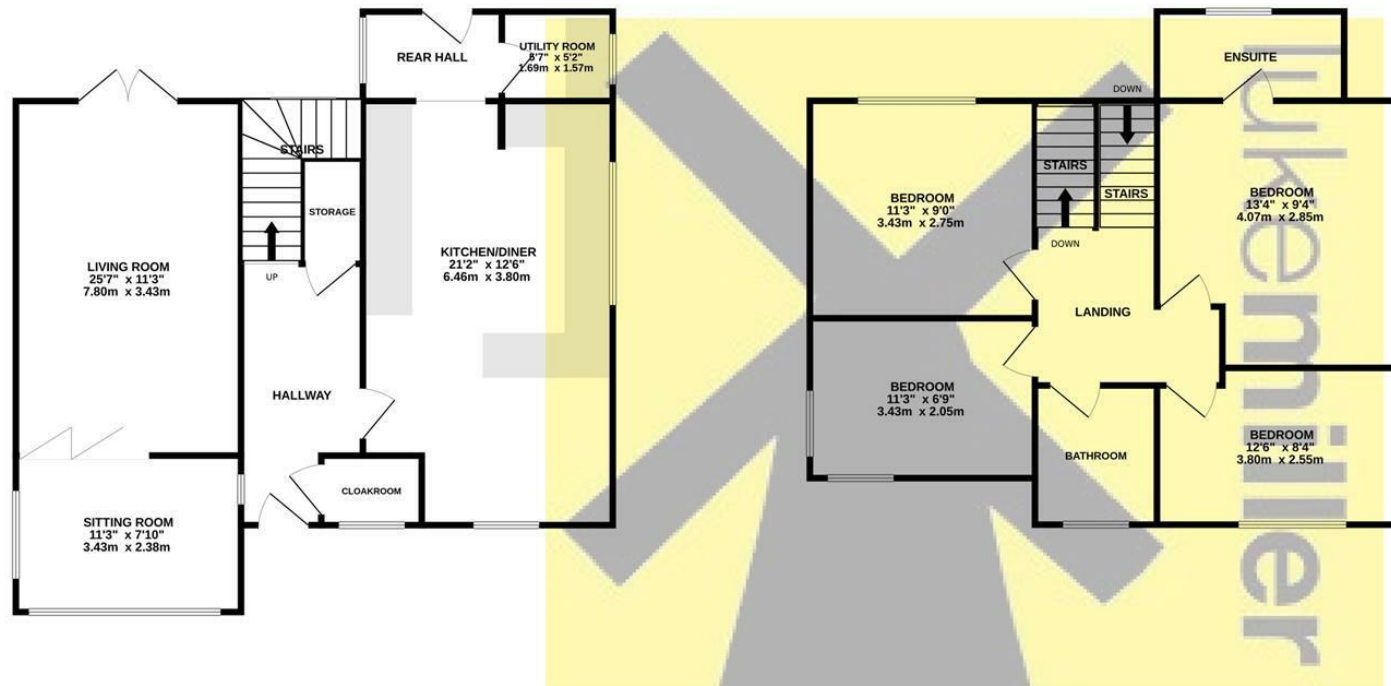 REAR HALL
UTILITY ROOM
5'7" x 5'2"
1.69m x 1.57m
STAIRS
STORAGE
LIVING ROOM
25'7" x 11'3"
7.80m x 3.43m
UP
KITCHEN/DINER
21'2" x 12'6"
6.46m x 3.80m
HALLWAY
CLOAKROOM
SITTING ROOM
11'3" x 7'10"
3.43m x 2.38m
ENSUITE
DOWN
STAIRS
STAIRS
BEDROOM
11'3" x 9'0"
3.43m x 2.75m
BEDROOM
13'4" x 9'4"
4.07m x 2.85m
DOWN
LANDING
BEDROOM
11'3" x 6'9"
3.43m x 2.05m
BATHROOM
BEDROOM
12'6" x 8'4"
3.80m x 2.55m
lukemiller